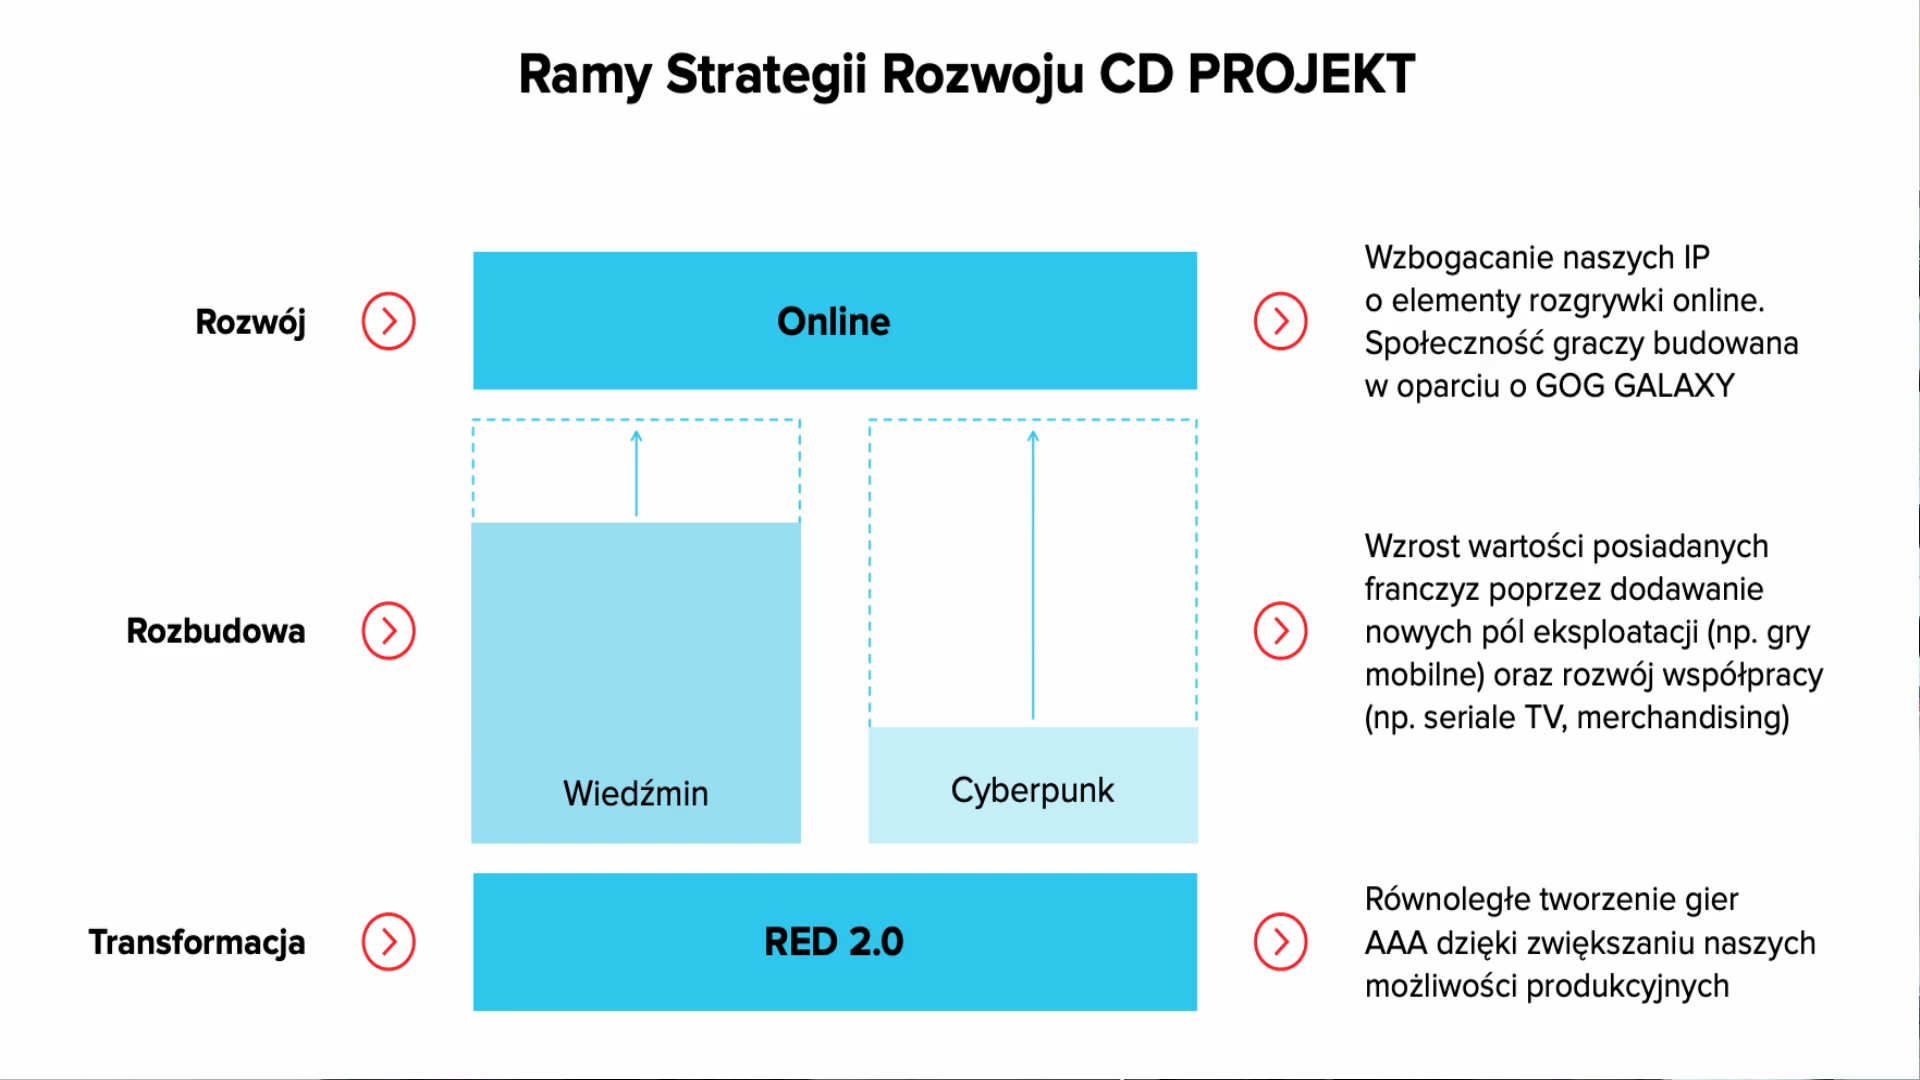 Ramy Strategii Rozwoju CD PROJEKT
Rozwój
Online
Wzbogacanie naszych IP
o elementy rozgrywki online.
Społeczność graczy budowana
w oparciu o GOG GALAXY
Rozbudowa
Wiedźmin
Cyberpunk
Wzrost wartości posiadanych
franczyz poprzez dodawanie
nowych pól eksploatacji (np. gry
mobilne) oraz rozwój współpracy
(np. seriale TV, merchandising)
Transformacja
RED 2.0
Równoległe tworzenie gier
AAA dzięki zwiększaniu naszych
możliwości produkcyjnych